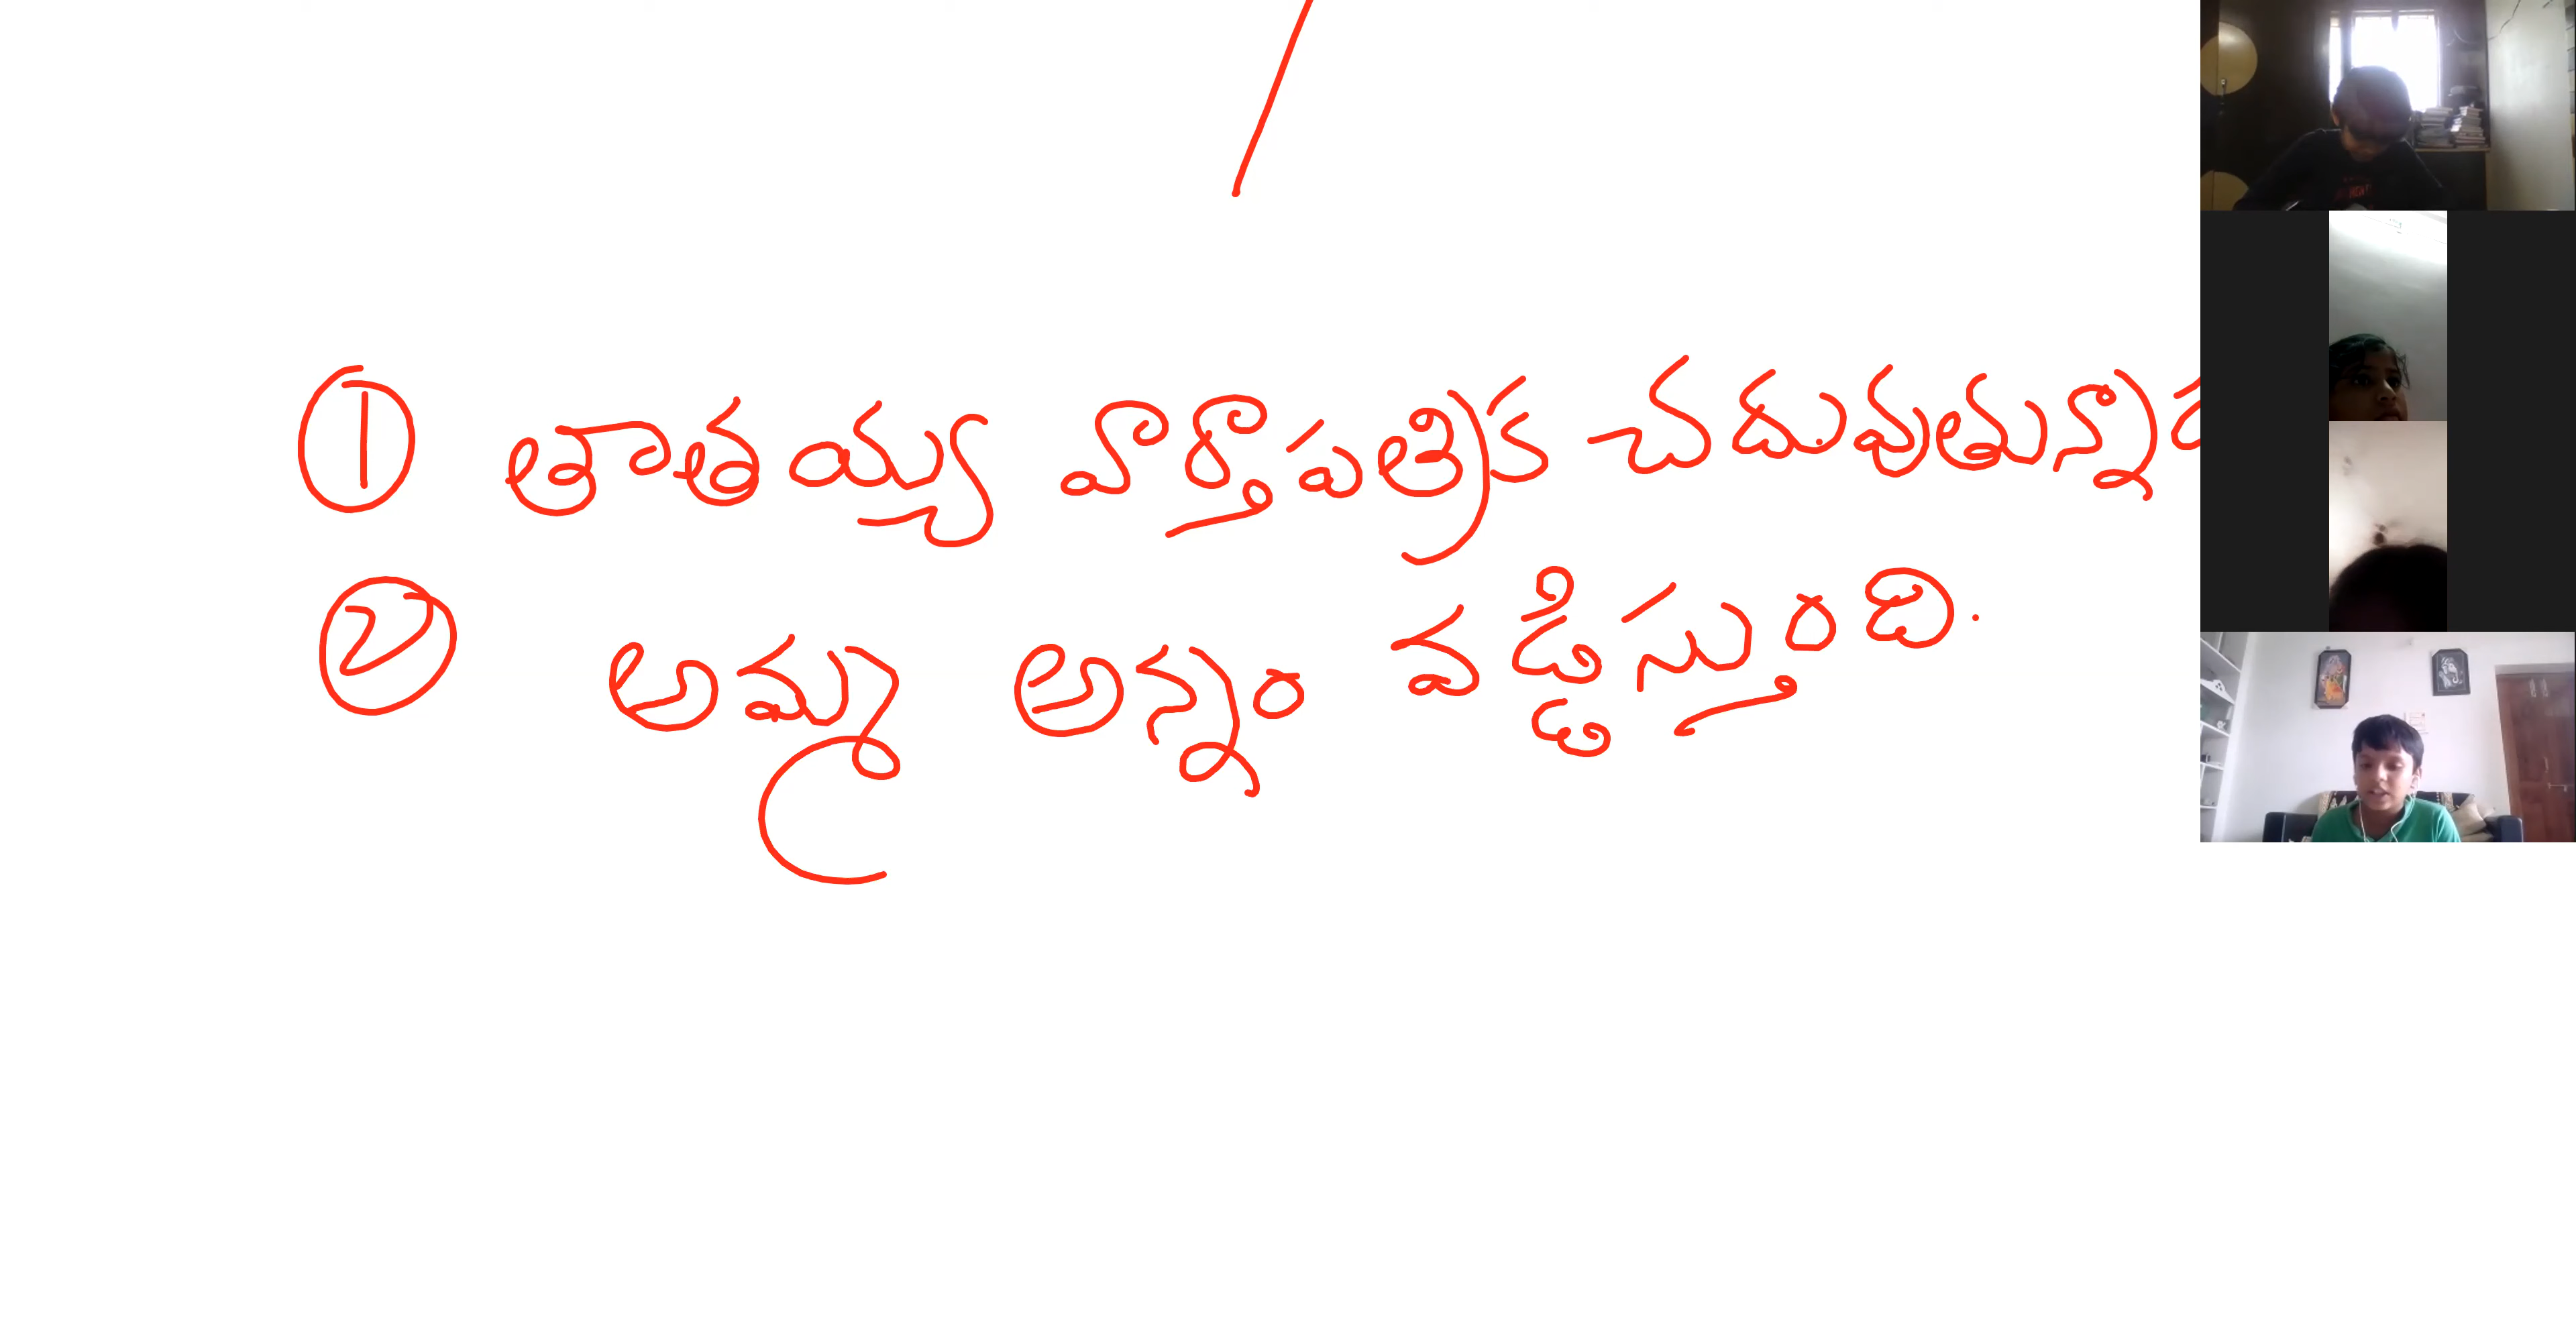 ① తాతయ్య వార్తాపత్రిక చదువుతున్నా
② అమ్మ అన్నం వడ్డిస్తుంది.